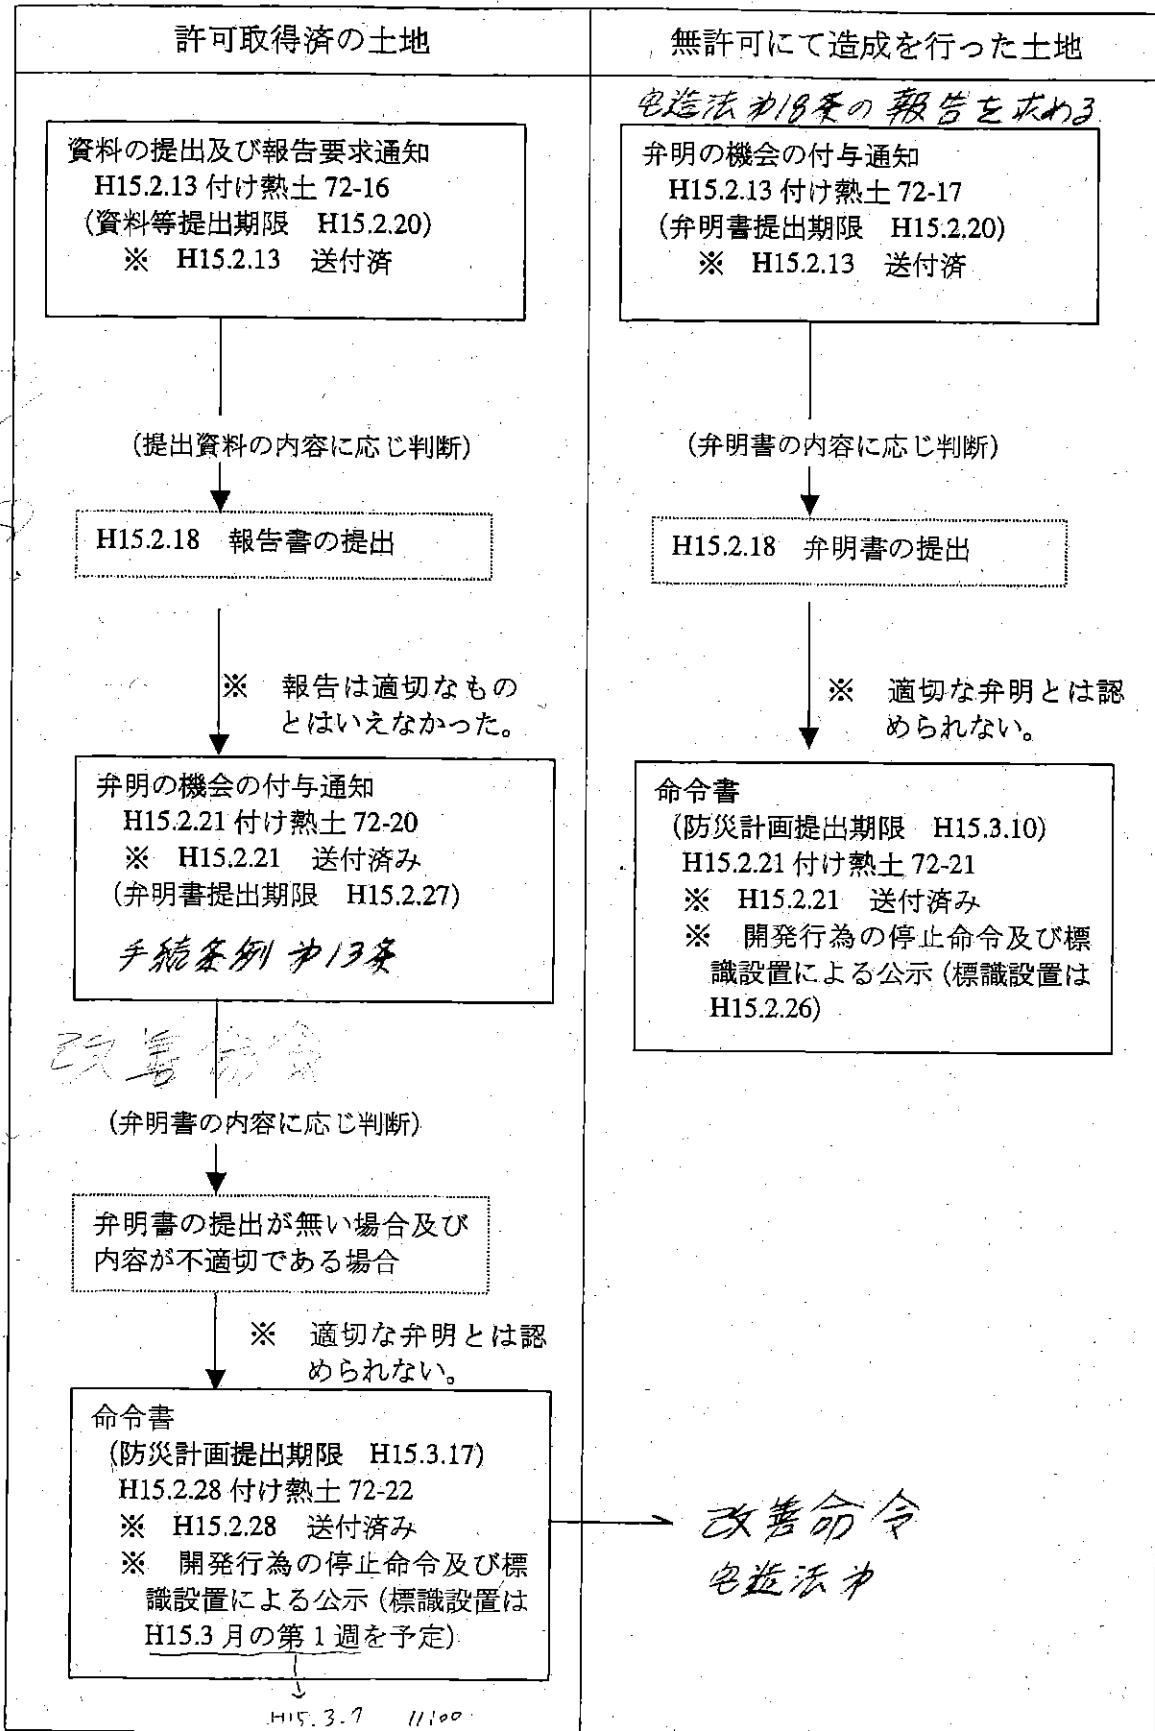 許可取得済の土地
資料の提出及び報告要求通知
H15.2.13 付け熱土 72-16
(資料等提出期限 H15.2.20)
※ H15.2.13 送付済
(提出資料の内容に応じ判断)
H15.2.18 報告書の提出
※ 報告は適切なもの
とはいえなかった。
弁明の機会の付与通知
H15.2.21 付け熱土 72-20
※ H15.2.21 送付済み
(弁明書提出期限 H15.2.27)
手続条例 第13条
改善命令
(弁明書の内容に応じ判断)
弁明書の提出が無い場合及び
内容が不適切である場合
※ 適切な弁明とは認
められない。
命令書
(防災計画提出期限 H15.3.17)
H15.2.28 付け熱土 72-22
※ H15.2.28 送付済み
※ 開発行為の停止命令及び標
識設置による公示 (標識設置は
H15.3 月の第 1 週を予定)
H15.3.7 11:00
無許可にて造成を行った土地
宅造法第18条の報告を求める
弁明の機会の付与通知
H15.2.13 付け熱土 72-17
(弁明書提出期限 H15.2.20)
※ H15.2.13 送付済
(弁明書の内容に応じ判断)
H15.2.18 弁明書の提出
※ 適切な弁明とは認
められない。
命令書
(防災計画提出期限 H15.3.10)
H15.2.21 付け熱土 72-21
※ H15.2.21 送付済み
※ 開発行為の停止命令及び標
識設置による公示 (標識設置は
H15.2.26)
改善命令
宅造法第